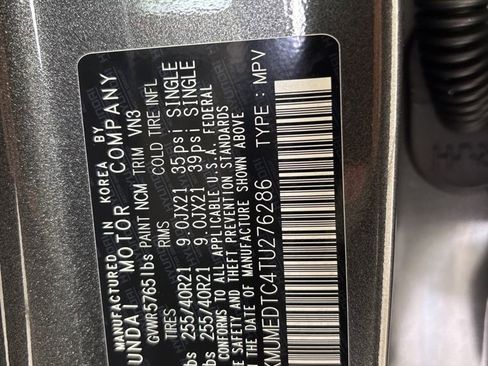 MANUFACTURED IN KOREA BY
UNDAI MOTOR COMPANY
GVWR 5765lbs PAINT NCM TRIM VN3
TIRES RIMS COLD TIRE INFL
lbs 255/40R21 9.0JX21 35psi SINGLE
lbs 255/40R21 9.0JX21 39psi SINGLE
CONFORMS TO ALL APPLICABLE U.S.A. FEDERAL
AND THEFT PREVENTION STANDARDS
THE DATE OF MANUFACTURE SHOWN ABOVE.
KMUMEDTC4TU276286 TYPE : MPV